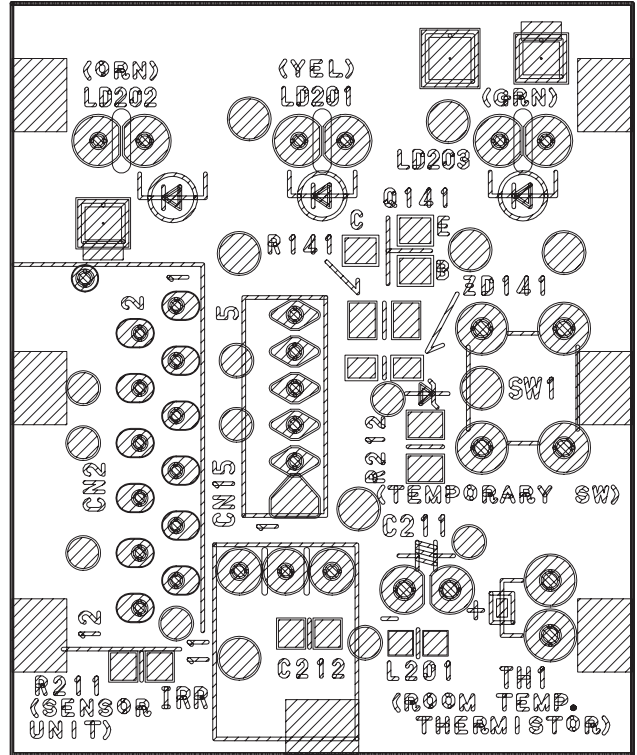 (ORN)
LD202
(YEL)
LD201
(GRN)
LD203
Q141
C
E
B
R141
ZD141
1
2
5
SW1
R212
(TEMPORARY SW)
CN2
CN15
1
C211
-
+
12
11
1
R211
(SENSOR
UNIT)
IRR
C212
L201
TH1
(ROOM TEMP.
THERMISTOR)